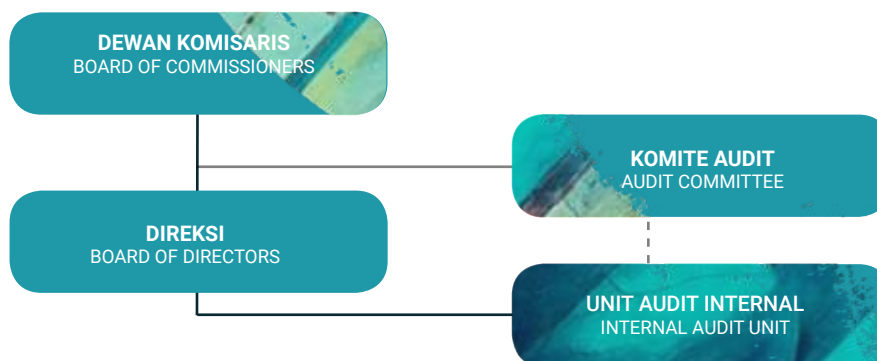 DEWAN KOMISARIS
BOARD OF COMMISSIONERS
KOMITE AUDIT
AUDIT COMMITTEE
DIREKSI
BOARD OF DIRECTORS
UNIT AUDIT INTERNAL
INTERNAL AUDIT UNIT